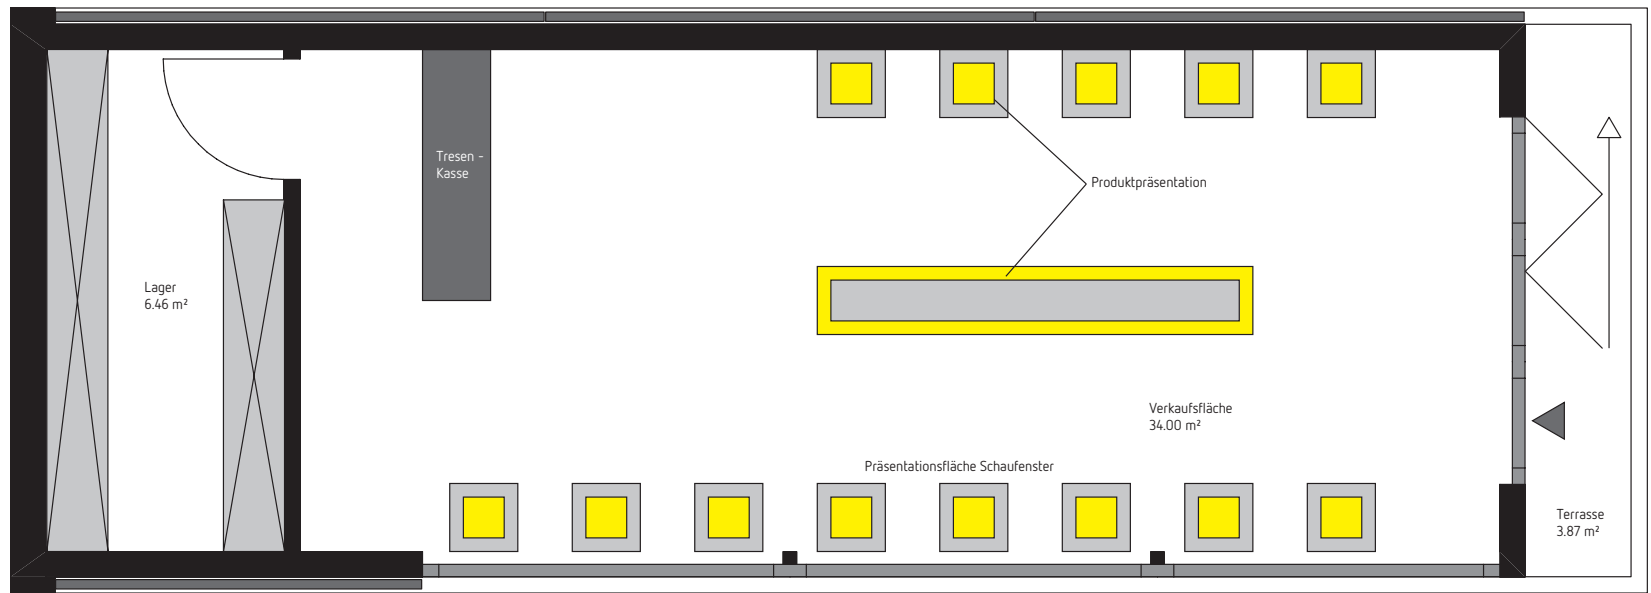 Tresen -
Kasse
Produktpräsentation
Lager
6.46 m²
Verkaufsfläche
34.00 m²
Präsentationsfläche Schaufenster
Terrasse
3.87 m²